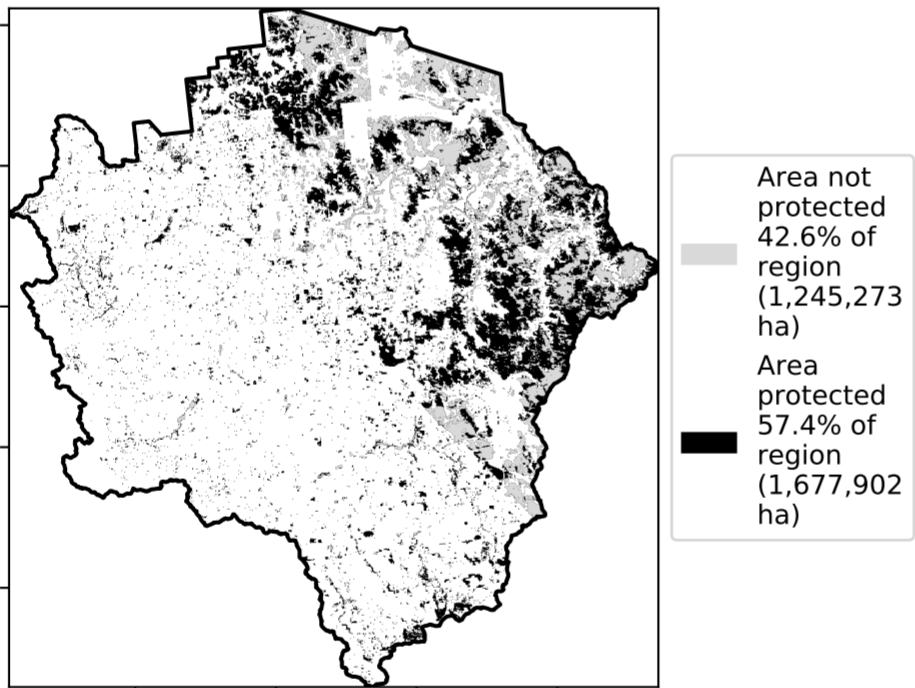 Area not
protected
42.6% of
region
(1,245,273
ha)
Area
protected
57.4% of
region
(1,677,902
ha)